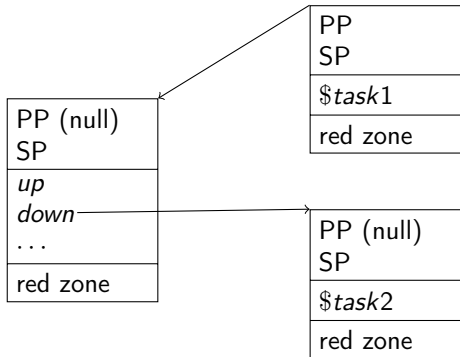 PP
SP
$task1
red zone
PP (null)
SP
up
down
...
red zone
PP (null)
SP
$task2
red zone